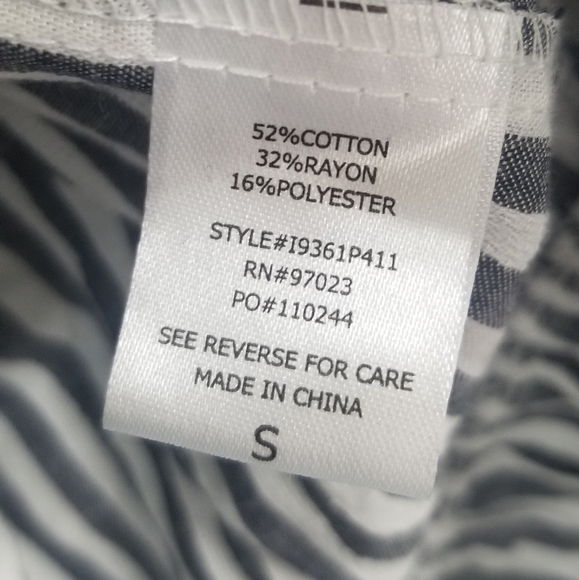 52%COTTON
32%RAYON
16%POLYESTER
STYLE#I9361P411
RN#97023
PO#110244
SEE REVERSE FOR CARE
MADE IN CHINA
S